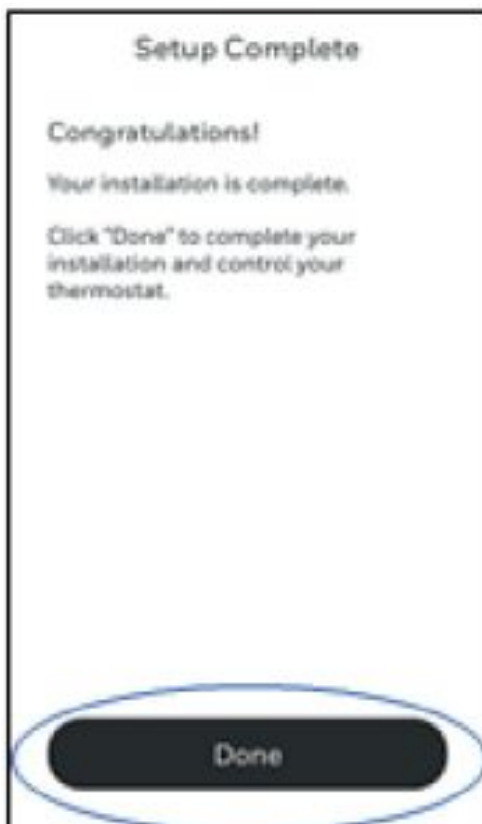 Setup Complete
Congratulations!
Your installation is complete.
Click "Done" to complete your
installation and control your
thermostat.
Done